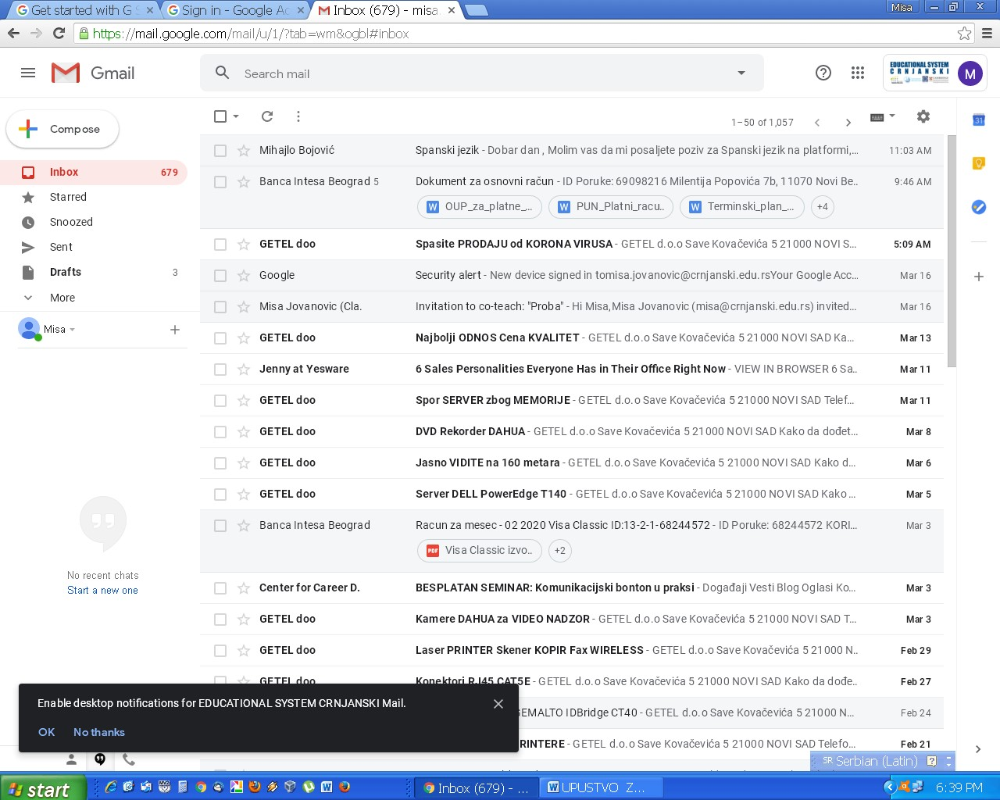 Get started with G S
Sign in - Google Ac
Inbox (679) - misa.
Misa
https://mail.google.com/mail/u/1/?tab=wm&ogbl#inbox
Gmail
Search mail
EDUCATIONAL SYSTEM
CRNJANSKI
M
Compose
1–50 of 1,057
Inbox 679
Starred
Snoozed
Sent
Drafts 3
More
Misa
No recent chats
Start a new one
Mihajlo Bojović Spanski jezik - Dobar dan , Molim vas da mi posaljete poziv za Spanski jezik na platformi,... 11:03 AM
Banca Intesa Beograd 5 Dokument za osnovni račun - ID Poruke: 69098216 Milentija Popovića 7b, 11070 Novi Be... 9:46 AM
W OUP_za_platne_... W PUN_Platni_racu.. W Terminski_plan_... +4
GETEL doo Spasite PRODAJU od KORONA VIRUSA - GETEL d.o.o Save Kovačevića 5 21000 NOVI S... 5:09 AM
Google Security alert - New device signed in tomisa.jovanovic@crnjanski.edu.rsYour Google Acc... Mar 16
Misa Jovanovic (Cla. Invitation to co-teach: "Proba" - Hi Misa,Misa Jovanovic (misa@crnjanski.edu.rs) invited... Mar 16
GETEL doo Najbolji ODNOS Cena KVALITET - GETEL d.o.o Save Kovačevića 5 21000 NOVI SAD Ka... Mar 13
Jenny at Yesware 6 Sales Personalities Everyone Has in Their Office Right Now - VIEW IN BROWSER 6 Sa... Mar 11
GETEL doo Spor SERVER zbog MEMORIJE - GETEL d.o.o Save Kovačevića 5 21000 NOVI SAD Telef... Mar 11
GETEL doo DVD Rekorder DAHUA - GETEL d.o.o Save Kovačevića 5 21000 NOVI SAD Kako da dođet... Mar 8
GETEL doo Jasno VIDITE na 160 metara - GETEL d.o.o Save Kovačevića 5 21000 NOVI SAD Kako d... Mar 6
GETEL doo Server DELL PowerEdge T140 - GETEL d.o.o Save Kovačevića 5 21000 NOVI SAD Kako ... Mar 5
Banca Intesa Beograd Racun za mesec - 02 2020 Visa Classic ID:13-2-1-68244572 - ID Poruke: 68244572 KORI... Mar 3
PDF Visa Classic izvo.. +2
Center for Career D. BESPLATAN SEMINAR: Komunikacijski bonton u praksi - Događaji Vesti Blog Oglasi Ko... Mar 3
GETEL doo Kamere DAHUA za VIDEO NADZOR - GETEL d.o.o Save Kovačevića 5 21000 NOVI SAD T... Mar 3
GETEL doo Laser PRINTER Skener KOPIR Fax WIRELESS - GETEL d.o.o Save Kovačevića 5 21000 N.. Feb 29
GETEL doo Konektori RJ45 CAT5E - GETEL d.o.o Save Kovačevića 5 21000 NOVI SAD Kako da dođe... Feb 27
GEMALTO IDBridge CT40 - GETEL d.o.o Save Kovačevića 5 21000 N... Feb 24
PRINTERE - GETEL d.o.o Save Kovačevića 5 21000 NOVI SAD Telefo... Feb 21
Enable desktop notifications for EDUCATIONAL SYSTEM CRNJANSKI Mail.
OK No thanks
31
SR Serbian (Latin)
start
Inbox (679) - ...
UPUSTVO Z...
6:39 PM